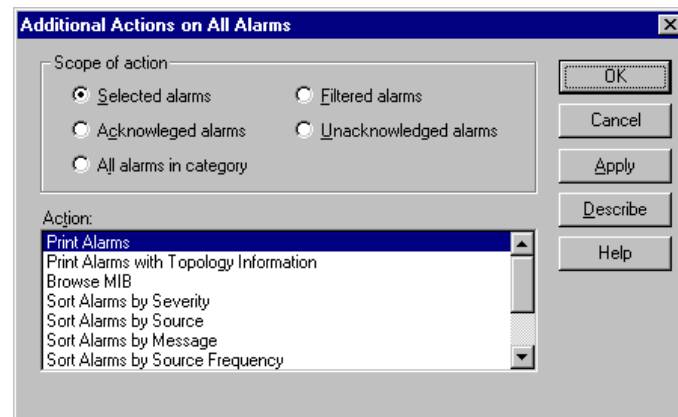 Additional Actions on All Alarms
Scope of action
Selected alarms
Filtered alarms
Acknowleged alarms
Unacknowledged alarms
All alarms in category
OK
Cancel
Apply
Describe
Help
Action:
Print Alarms
Print Alarms with Topology Information
Browse MIB
Sort Alarms by Severity
Sort Alarms by Source
Sort Alarms by Message
Sort Alarms by Source Frequency